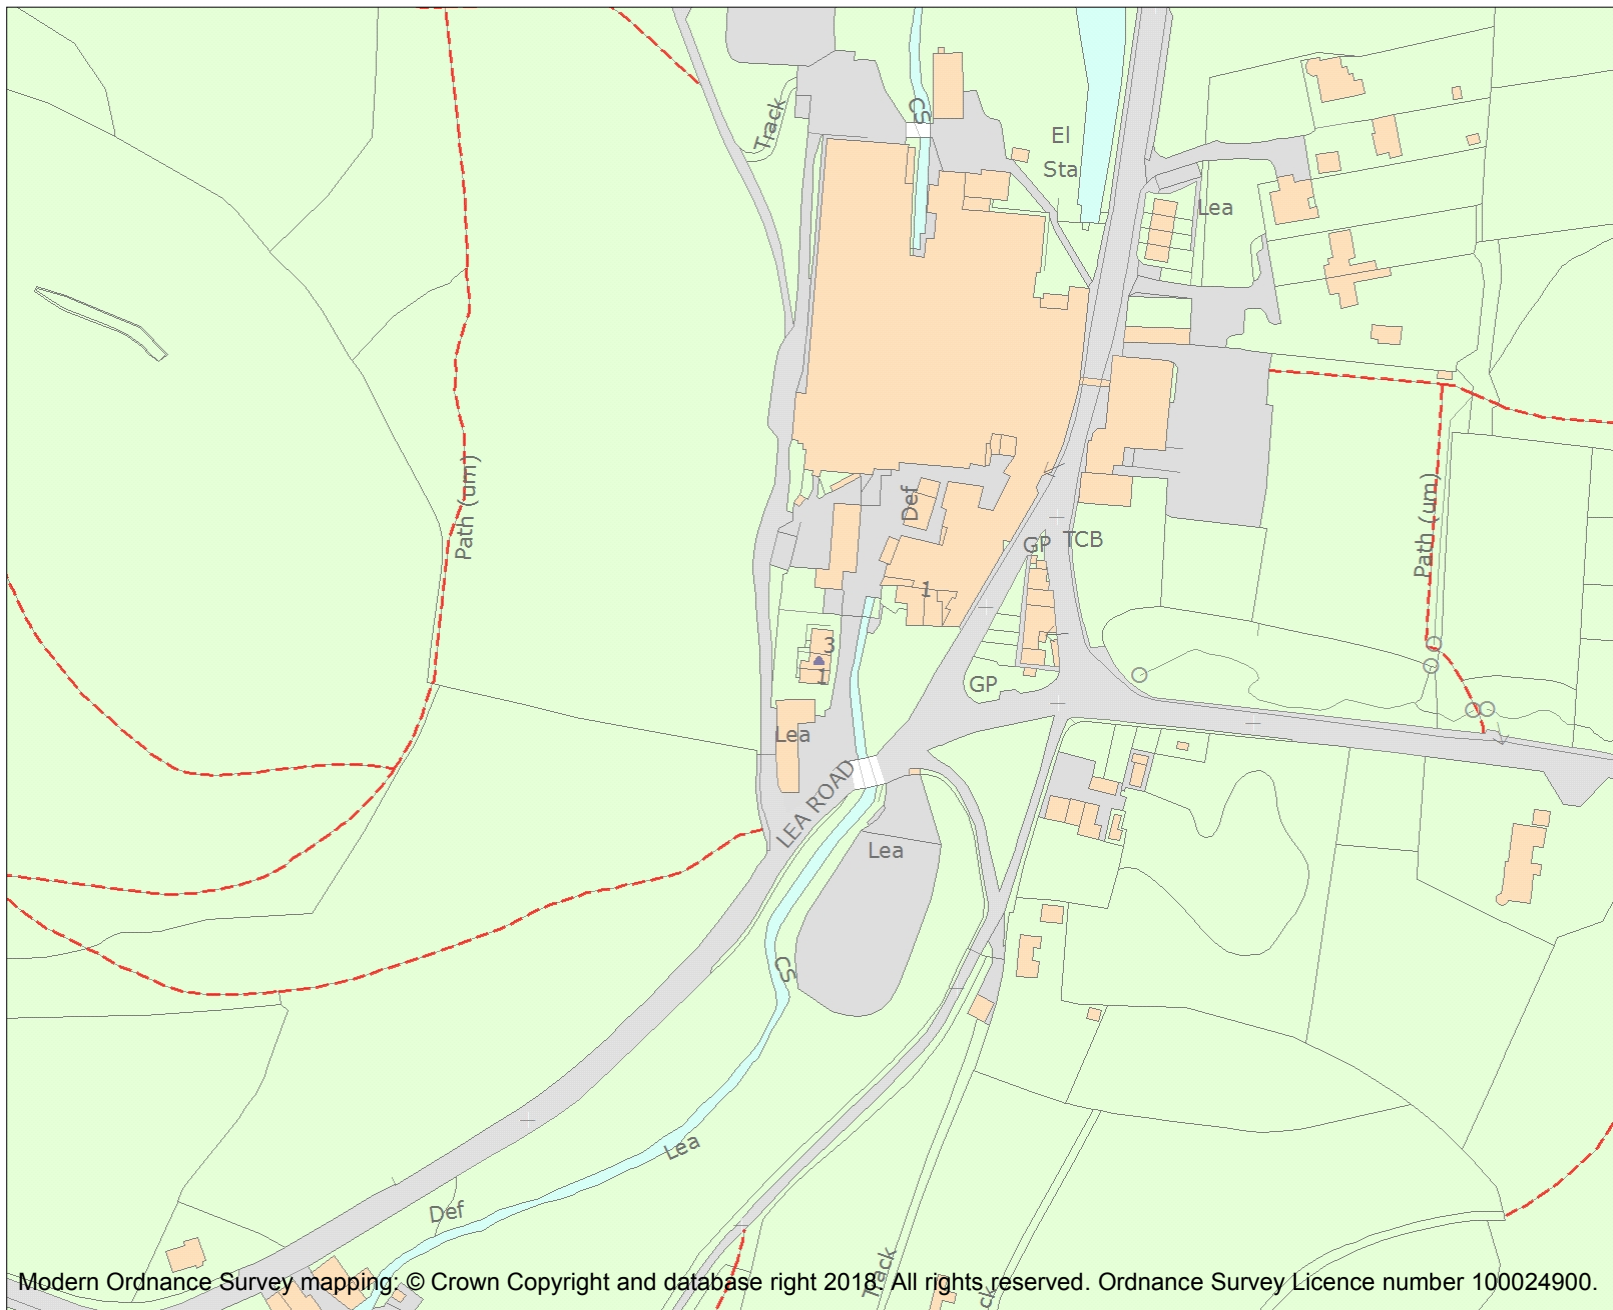 CS
Track
El
Sta
Lea
Path (um)
Def
GP
TCB
Path (um)
1
3
1
GP
Lea
LEA ROAD
Lea
CS
Lea
Def
Track
ck
Modern Ordnance Survey mapping: © Crown Copyright and database right 2018. All rights reserved. Ordnance Survey Licence number 100024900.